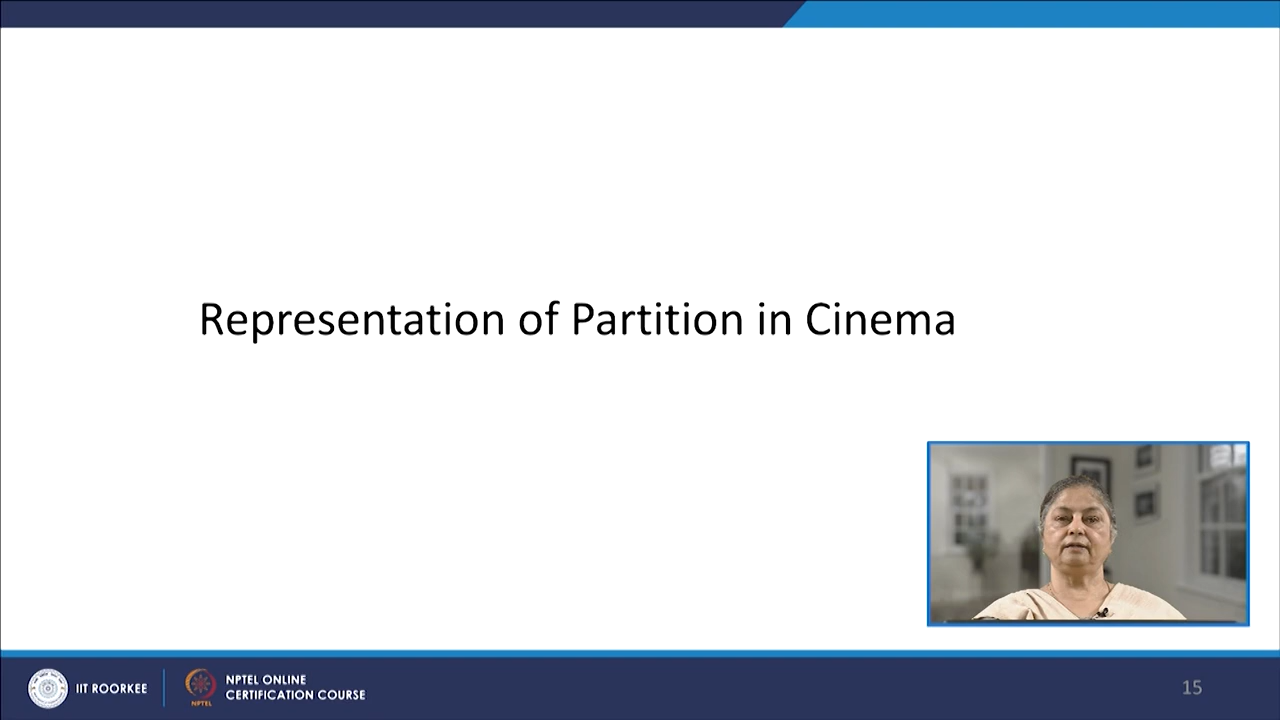 Representation of Partition in Cinema
IIT ROORKEE
NPTEL
NPTEL ONLINE
CERTIFICATION COURSE
15